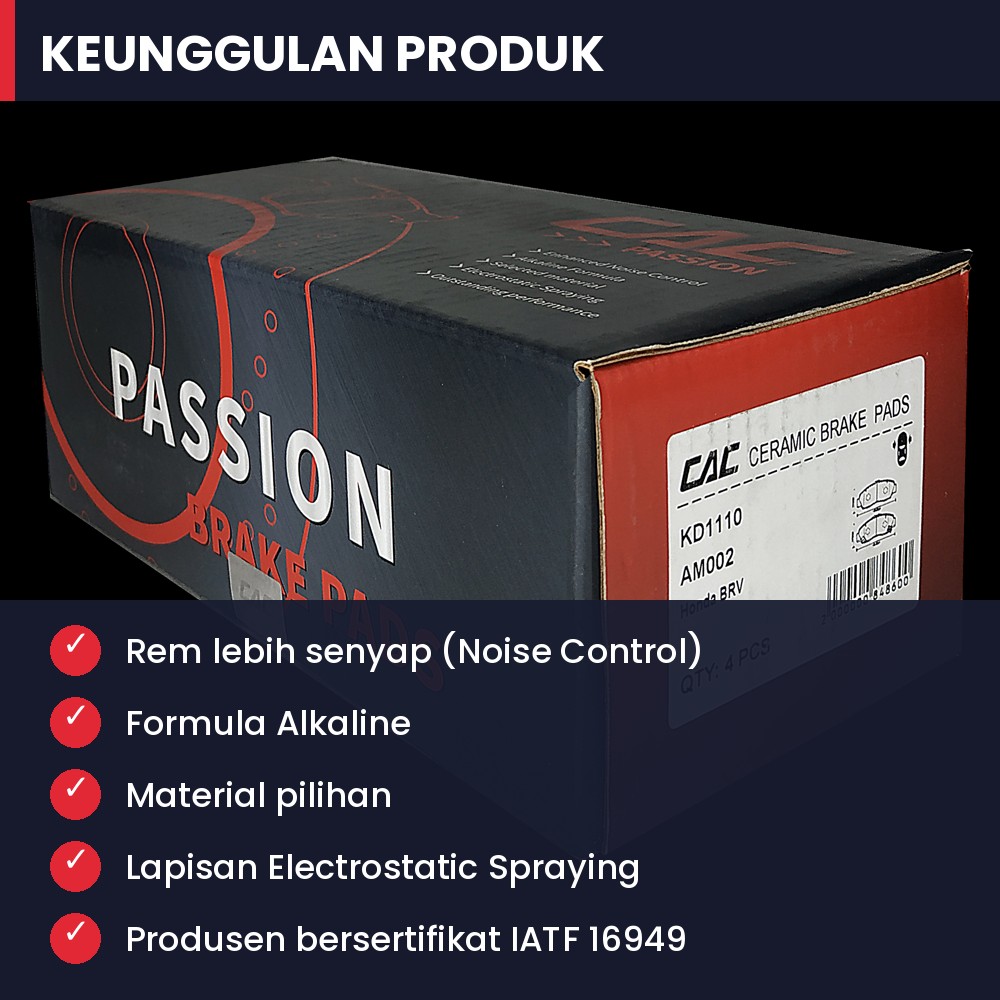 KEUNGGULAN PRODUK
CAC
>>> PASSION
Enhanced Noise Control
Alkaline Formula
Selected material
Electrostatic Spraying
Outstanding performance
PASSION
BRAKE PADS
CAC CERAMIC BRAKE PADS
KD1110
AM002
Honda BRV
QTY: 4 PCS
Rem lebih senyap (Noise Control)
Formula Alkaline
Material pilihan
Lapisan Electrostatic Spraying
Produsen bersertifikat IATF 16949